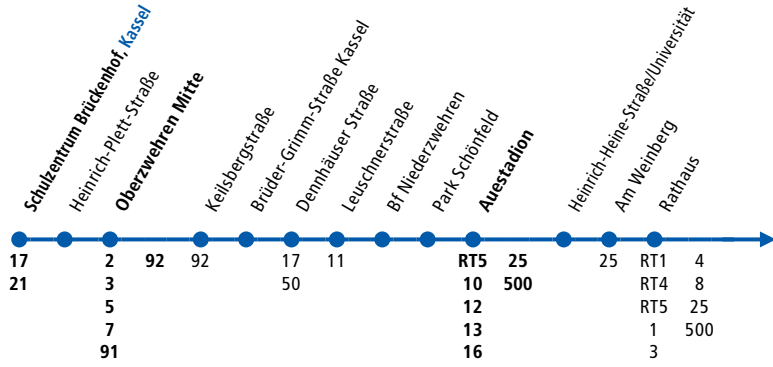 Schulzentrum Brückenhof, Kassel
Heinrich-Plett-Straße
Oberzwehren Mitte
Keilsbergstraße
Brüder-Grimm-Straße Kassel
Dennhäuser Straße
Leuschnerstraße
Bf Niederzwehren
Park Schönfeld
Auestadion
Heinrich-Heine-Straße/Universität
Am Weinberg
Rathaus
17 2 92 92 17 11 RT5 25 25 RT1 4
21 3 50 10 500 RT4 8
5 12 RT5 25
7 13 1 500
91 16 3